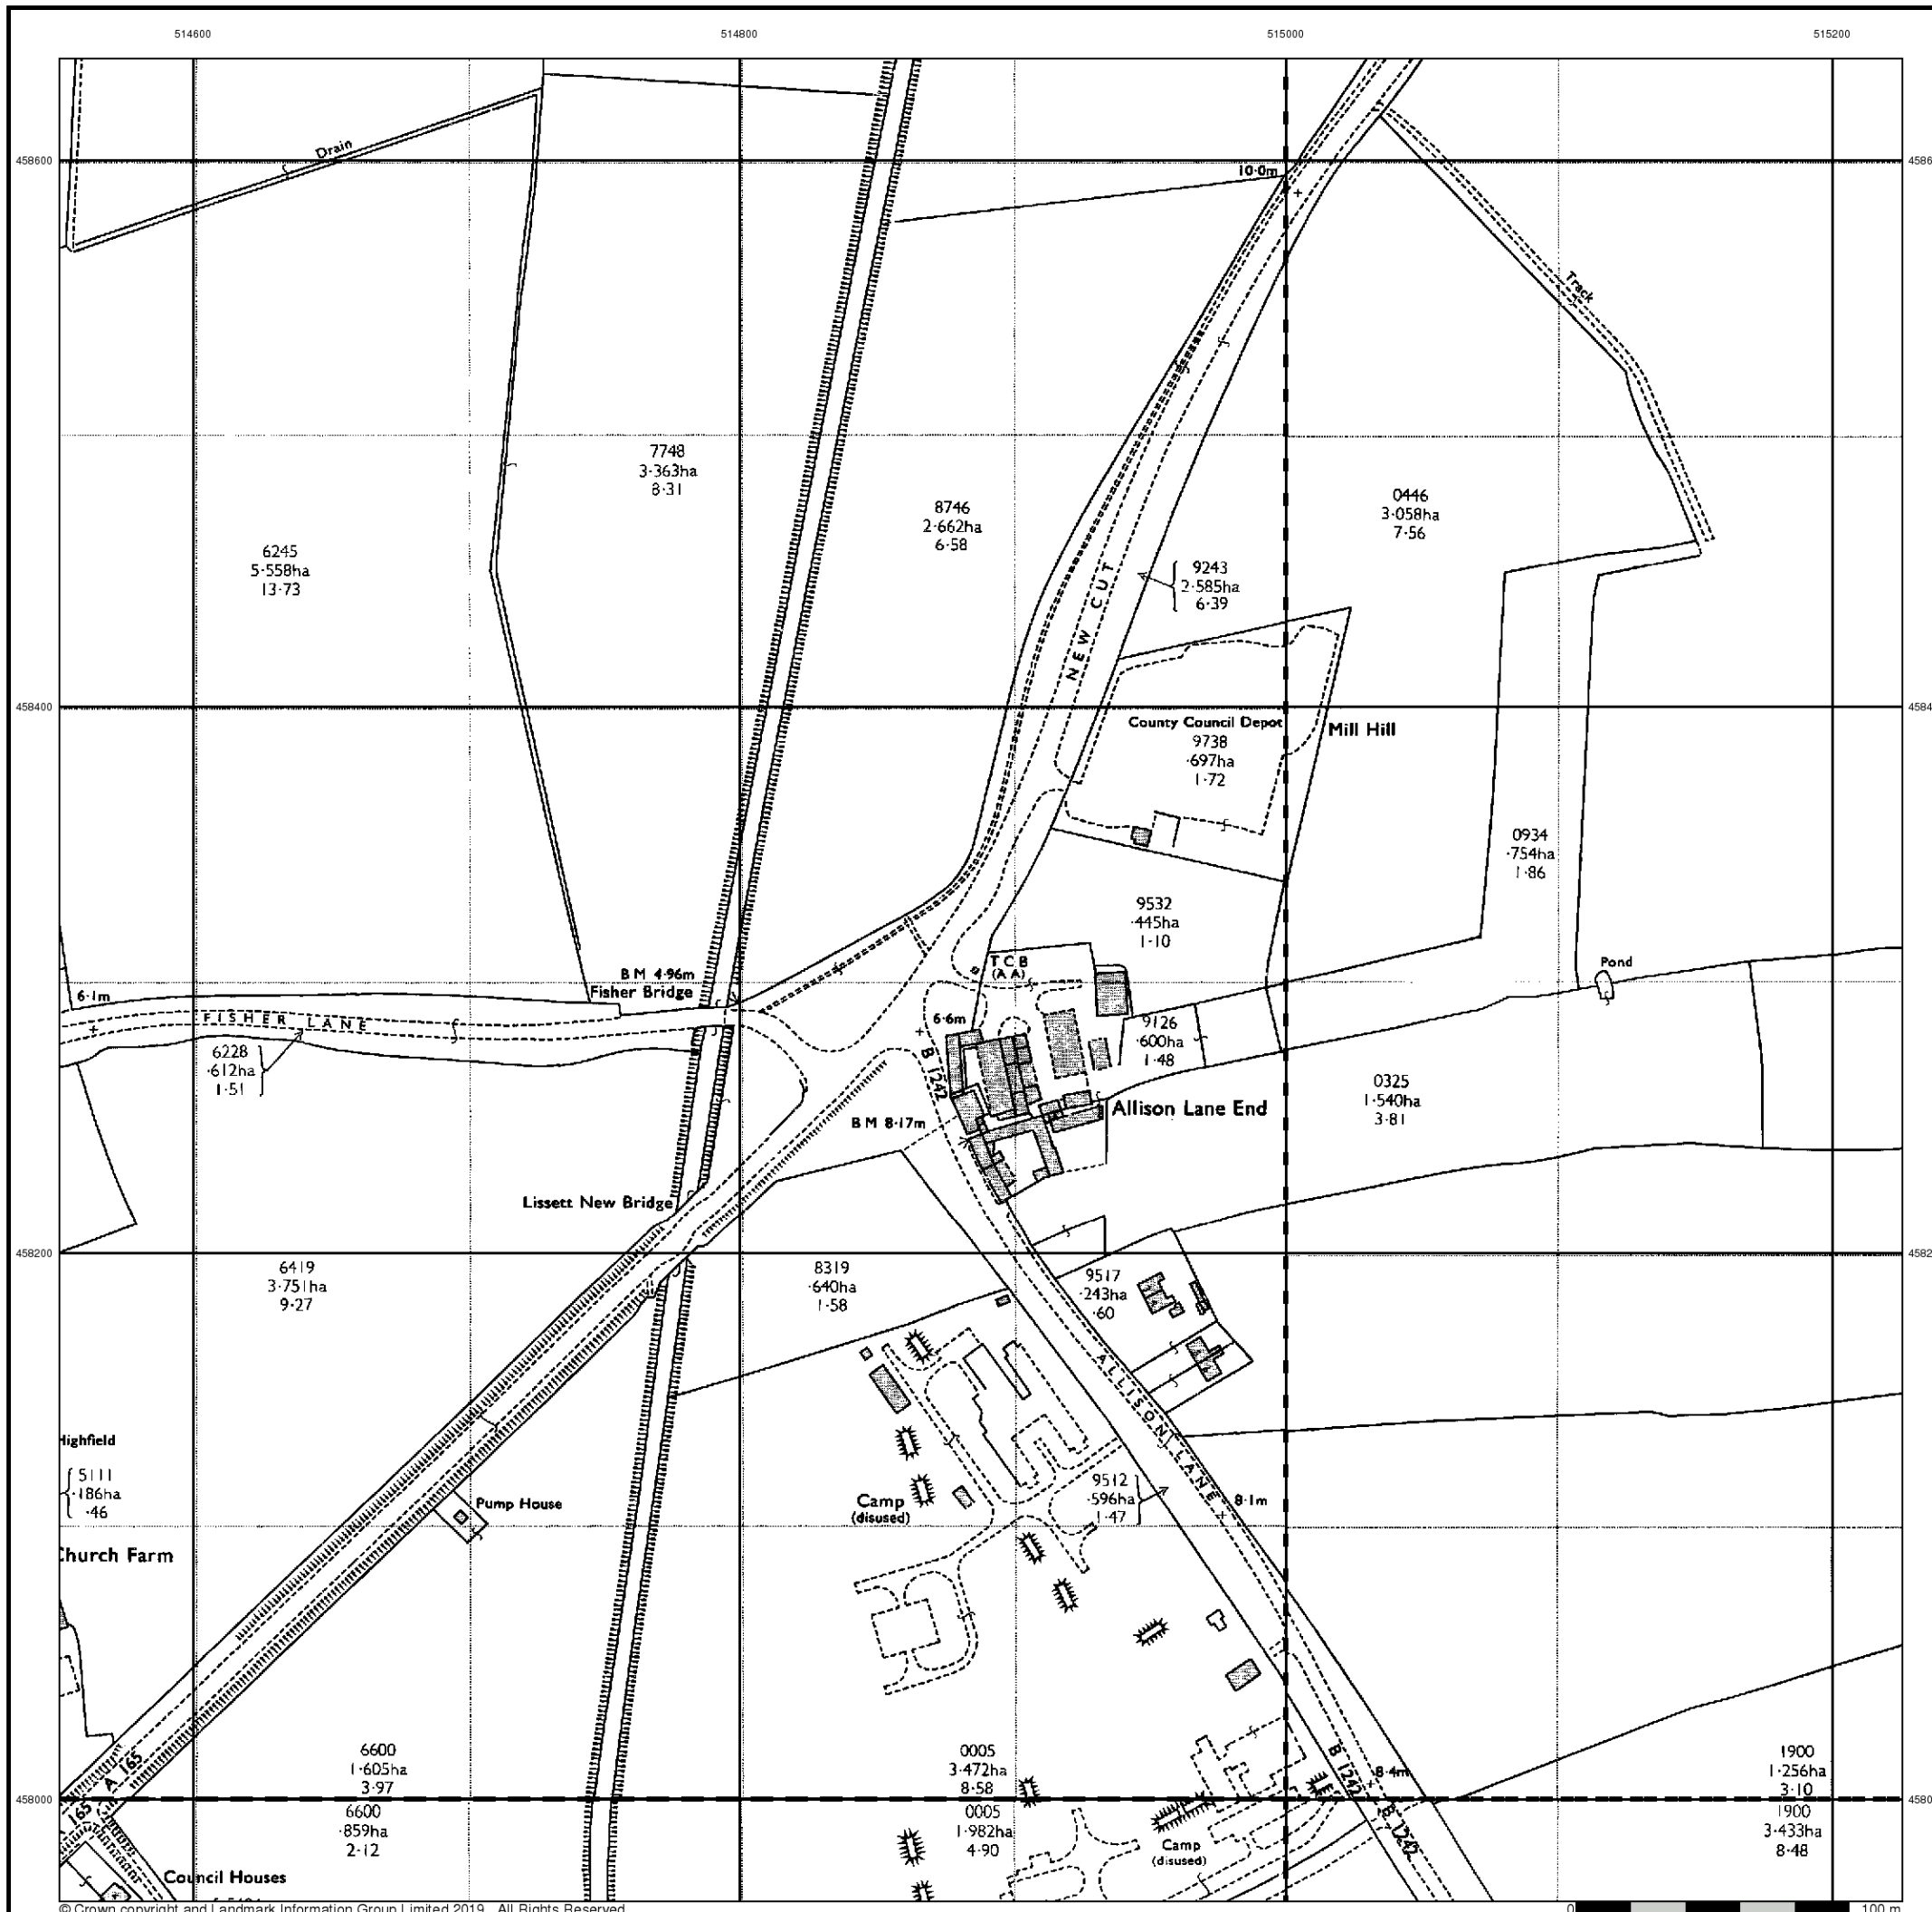 514600
514800
515000
515200
458600
Drain
10·0m
Track
7748
3·363ha
8·31
8746
2·662ha
6·58
0446
3·058ha
7·56
6245
5·558ha
13·73
9243
2·585ha
6·39
NEW CUT
458400
County Council Depot
9738
·697ha
1·72
Mill Hill
0934
·754ha
1·86
9532
·445ha
1·10
T C B
(A A)
Pond
B M 4·96m
Fisher Bridge
6·1m
FISHER LANE
6·6m
9126
·600ha
1·48
6228
·612ha
1·51
B 1242
0325
1·540ha
3·81
Allison Lane End
B M 8·17m
Lissett New Bridge
458200
6419
3·751ha
9·27
8319
·640ha
1·58
9517
·243ha
·60
ALLISON LANE
Highfield
5111
·186ha
·46
Pump House
Camp
(disused)
9512
·596ha
1·47
8·1m
Church Farm
A 165
6600
1·605ha
3·97
0005
3·472ha
8·58
B 1242
8·4m
1900
1·256ha
3·10
458000
165
6600
·859ha
2·12
0005
1·982ha
4·90
Camp
(disused)
B 1242
1900
3·433ha
8·48
Council Houses
© Crown copyright and Landmark Information Group Limited 2019. All Rights Reserved.
0
100 m